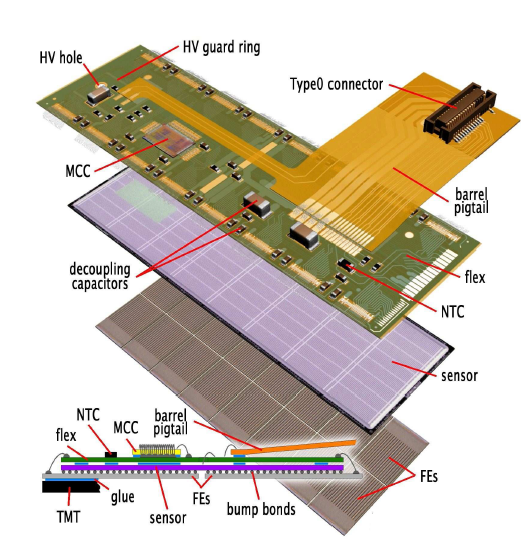 HV guard ring
HV hole
Type0 connector
MCC
barrel
pigtail
decoupling
capacitors
flex
NTC
sensor
barrel
pigtail
NTC
MCC
flex
FEs
glue
FEs
bump bonds
sensor
TMT